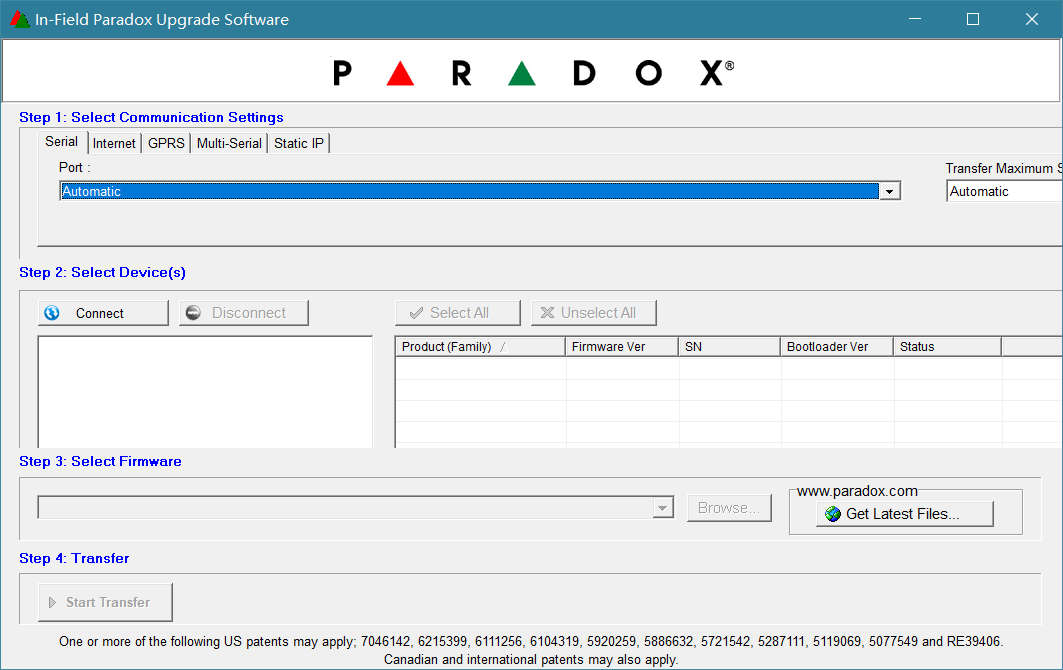 In-Field Paradox Upgrade Software
P A R A D O X®
Step 1: Select Communication Settings
Serial Internet GPRS Multi-Serial Static IP
Port : Transfer Maximum S
Automatic Automatic
Step 2: Select Device(s)
Connect Disconnect Select All Unselect All
Product (Family) / Firmware Ver SN Bootloader Ver Status
Step 3: Select Firmware
www.paradox.com
Browse... Get Latest Files...
Step 4: Transfer
Start Transfer
One or more of the following US patents may apply; 7046142, 6215399, 6111256, 6104319, 5920259, 5886632, 5721542, 5287111, 5119069, 5077549 and RE39406.
Canadian and international patents may also apply.